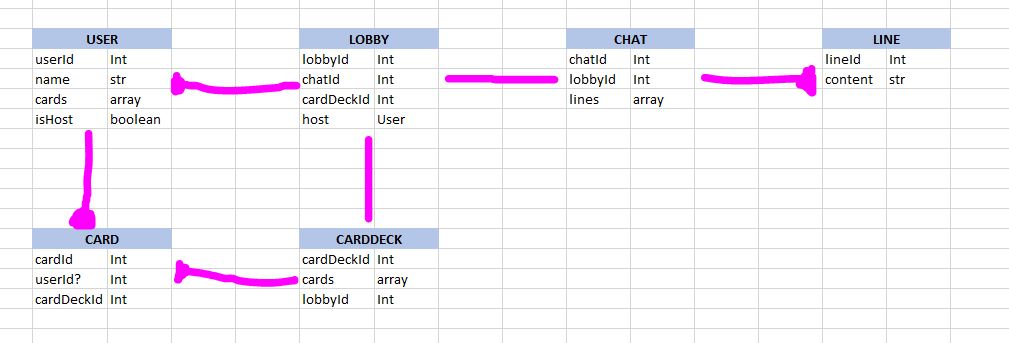 USER LOBBY CHAT LINE
userId Int lobbyId Int chatId Int lineId Int
name str chatId Int lobbyId Int content str
cards array cardDeckId Int lines array
isHost boolean host User
CARD CARDDECK
cardId Int cardDeckId Int
userId? Int cards array
cardDeckId Int lobbyId Int